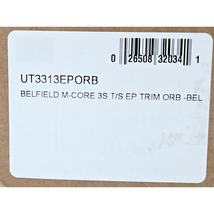 0 26508 32034 1
UT3313EPORB
BELFIELD M-CORE 3S T/S EP TRIM ORB -BEL